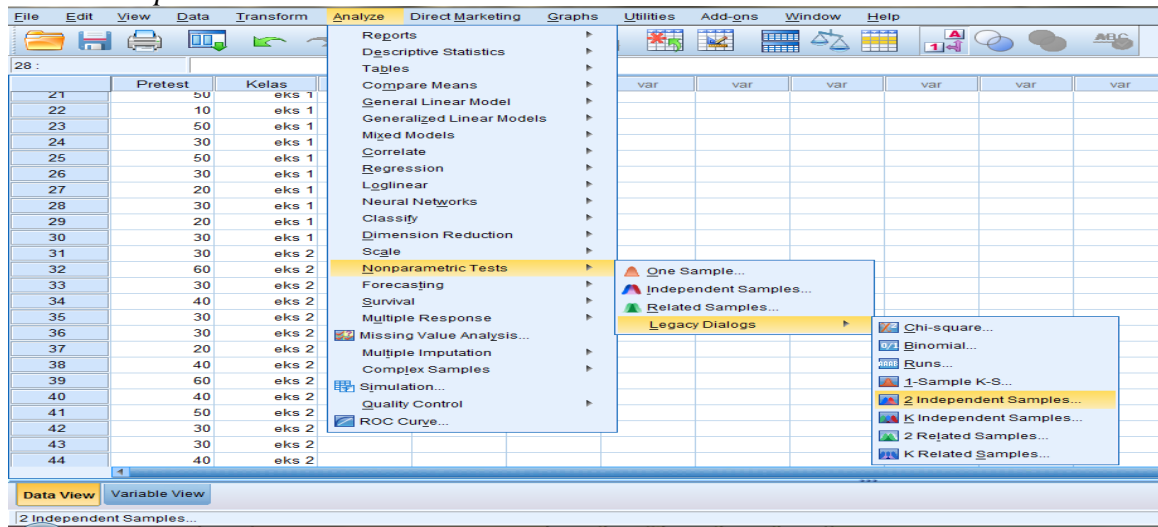 File Edit View Data Transform Analyze Direct Marketing Graphs Utilities Add-ons Window Help
28 :
Pretest Kelas var var var var var var
21 50 eks 1
22 10 eks 1
23 50 eks 1
24 30 eks 1
25 50 eks 1
26 30 eks 1
27 20 eks 1
28 30 eks 1
29 20 eks 1
30 30 eks 1
31 30 eks 2
32 60 eks 2
33 30 eks 2
34 40 eks 2
35 30 eks 2
36 30 eks 2
37 20 eks 2
38 40 eks 2
39 60 eks 2
40 40 eks 2
41 50 eks 2
42 30 eks 2
43 30 eks 2
44 40 eks 2
Reports
Descriptive Statistics
Tables
Compare Means
General Linear Model
Generalized Linear Models
Mixed Models
Correlate
Regression
Loglinear
Neural Networks
Classify
Dimension Reduction
Scale
Nonparametric Tests
Forecasting
Survival
Multiple Response
Missing Value Analysis...
Multiple Imputation
Complex Samples
Simulation...
Quality Control
ROC Curve...
One Sample...
Independent Samples...
Related Samples...
Legacy Dialogs
Chi-square...
Binomial...
Runs...
1-Sample K-S...
2 Independent Samples...
K Independent Samples...
2 Related Samples...
K Related Samples...
Data View Variable View
2 Independent Samples...